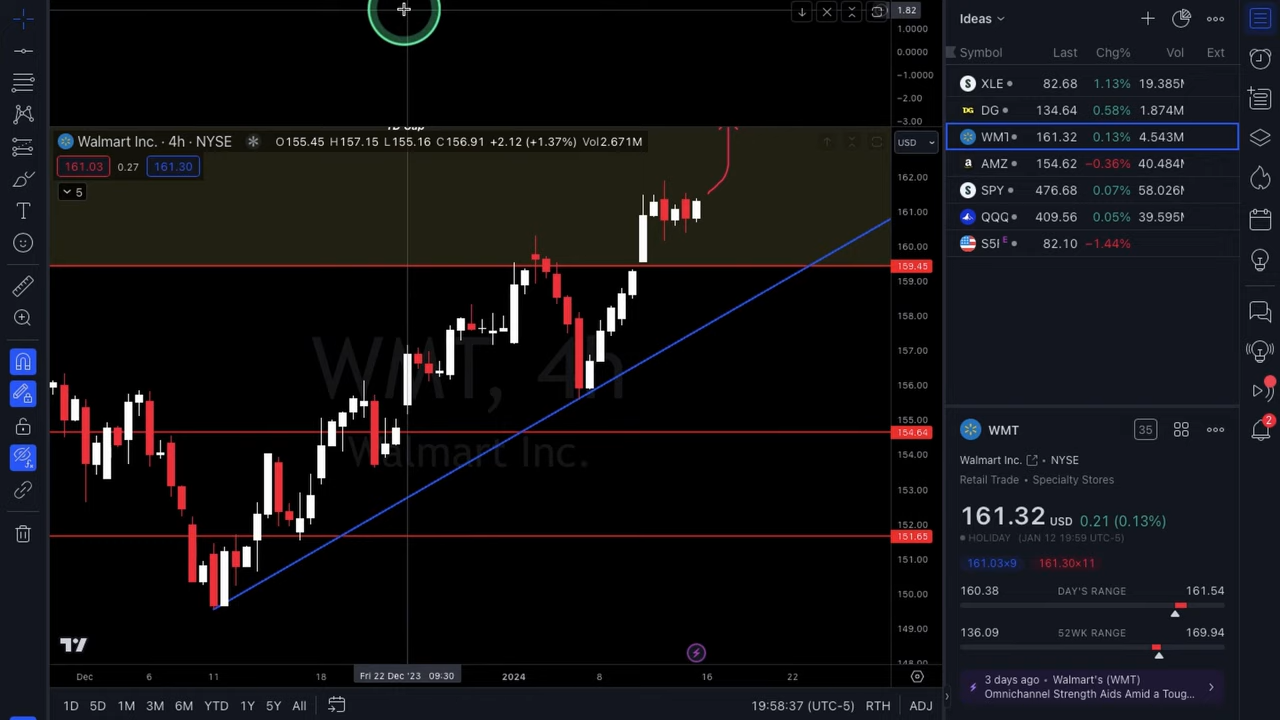 1.82
1.0000
0.0000
−1.0000
−2.00
−3.00
Walmart Inc. · 4h · NYSE O155.45 H157.15 L155.16 C156.91 +2.12 (+1.37%) Vol2.671M
USD
161.03 0.27 161.30
5
162.00
161.00
160.00
159.45
159.00
158.00
157.00
156.00
155.00
154.64
154.00
153.00
152.00
151.65
151.00
150.00
149.00
148.00
WMT, 4h
Walmart Inc.
Dec 6 11 18 Fri 22 Dec '23 09:30 2024 8 16 22
1D 5D 1M 3M 6M YTD 1Y 5Y All 19:58:37 (UTC-5) RTH ADJ
Ideas
Symbol Last Chg% Vol Ext
XLE 82.68 1.13% 19.385M
DG 134.64 0.58% 1.874M
WMT 161.32 0.13% 4.543M
AMZ 154.62 −0.36% 40.484M
SPY 476.68 0.07% 58.026M
QQQ 409.56 0.05% 39.595M
S5I E 82.10 −1.44%
WMT
35
Walmart Inc. • NYSE
Retail Trade • Specialty Stores
161.32 USD 0.21 (0.13%)
HOLIDAY (JAN 12 19:59 UTC-5)
161.03×9 161.30×11
160.38 DAY'S RANGE 161.54
136.09 52WK RANGE 169.94
3 days ago • Walmart's (WMT)
Omnichannel Strength Aids Amid a Toug...
2